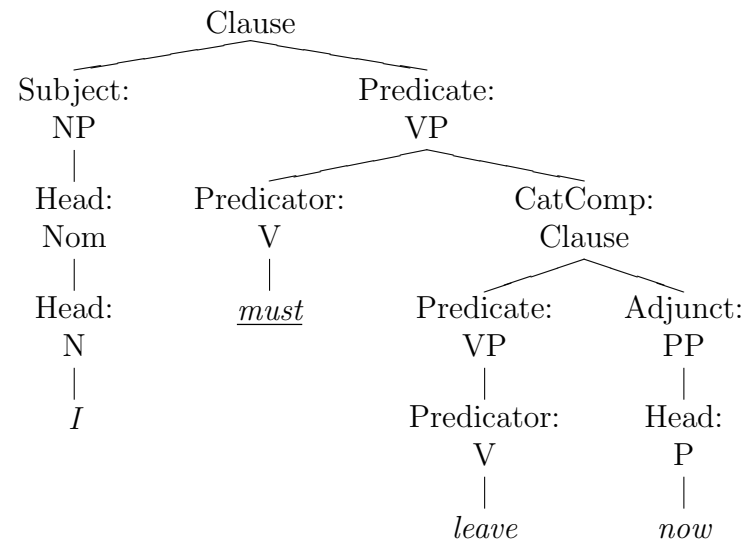 Clause
Subject: Predicate:
NP VP
Head: Predicator: CatComp:
Nom V Clause
Head: must Predicate: Adjunct:
N VP PP
I Predicator: Head:
V P
leave now